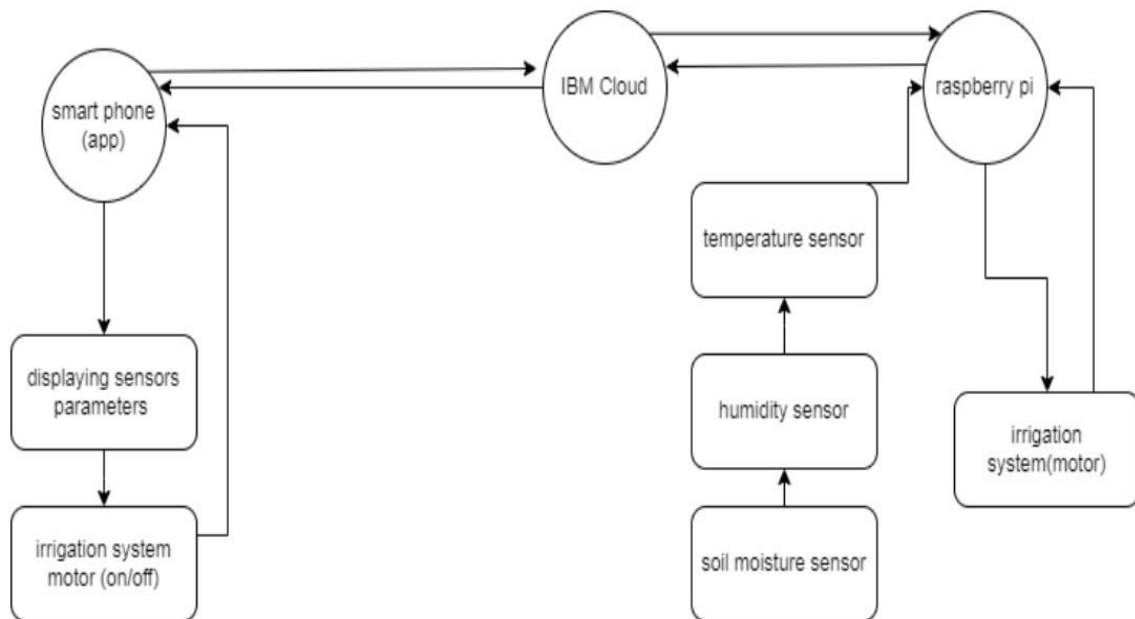 smart phone
(app)
IBM Cloud
raspberry pi
temperature sensor
displaying sensors
parameters
humidity sensor
irrigation
system(motor)
irrigation system
motor (on/off)
soil moisture sensor